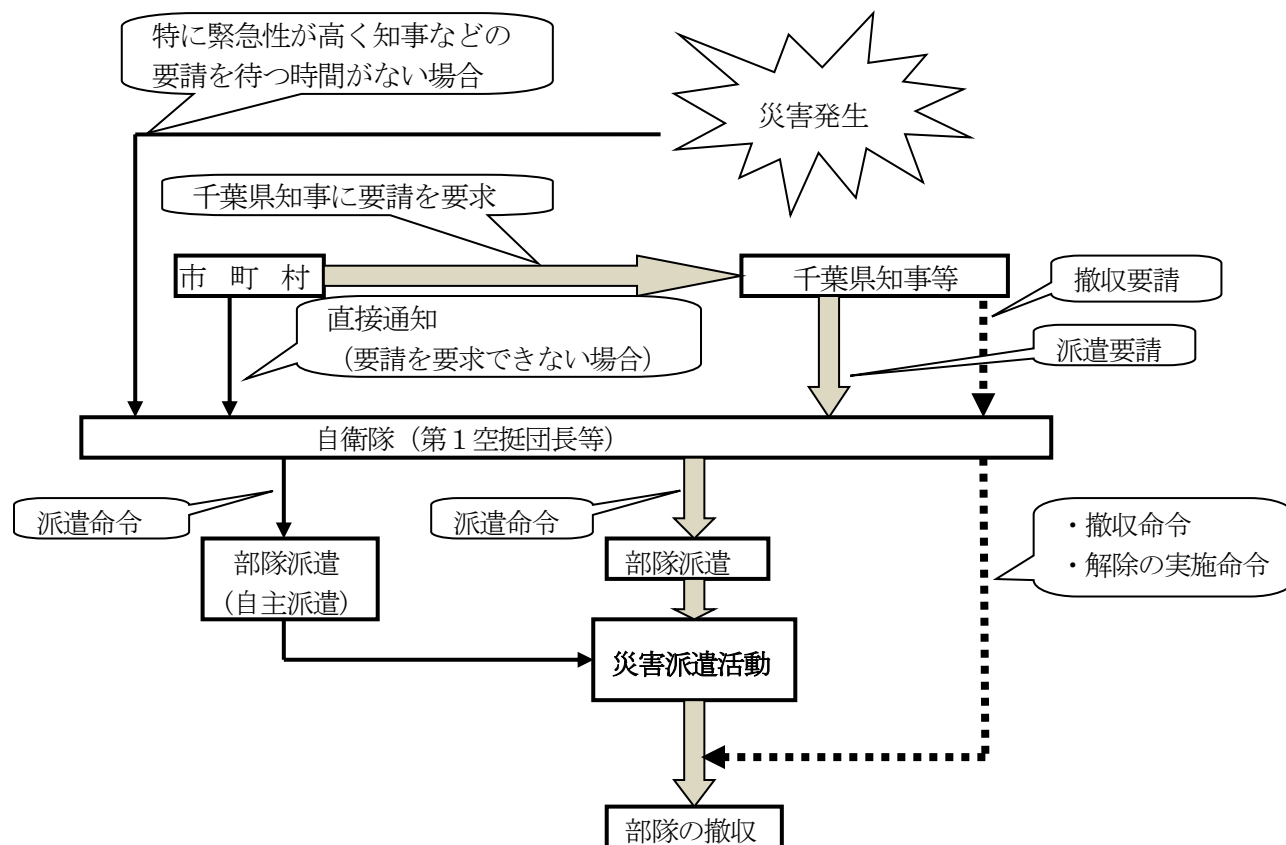 特に緊急性が高く知事などの
要請を待つ時間がない場合
災害発生
千葉県知事に要請を要求
市 町 村
千葉県知事等
撤収要請
直接通知
（要請を要求できない場合）
派遣要請
自衛隊（第１空挺団長等）
派遣命令
派遣命令
・撤収命令
・解除の実施命令
部隊派遣
（自主派遣）
部隊派遣
災害派遣活動
部隊の撤収